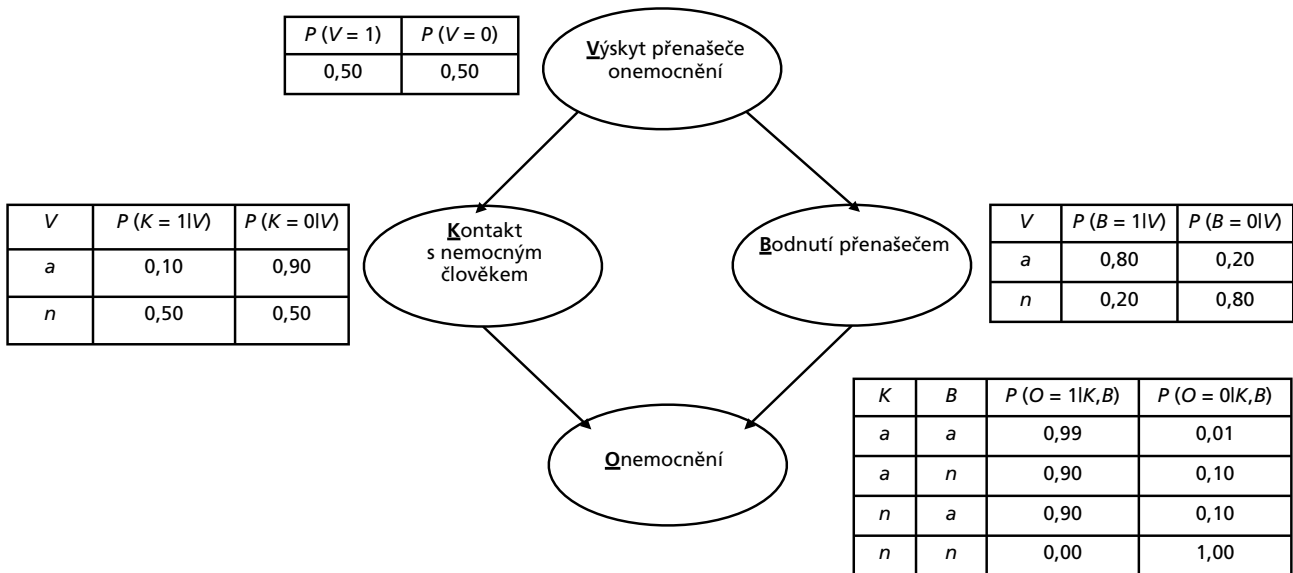 P (V = 1) P (V = 0)
0,50 0,50
Výskyt přenašeče
onemocnění
V P (K = 1|V) P (K = 0|V)
a 0,10 0,90
n 0,50 0,50
Kontakt
s nemocným
člověkem
Bodnutí přenašečem
V P (B = 1|V) P (B = 0|V)
a 0,80 0,20
n 0,20 0,80
Onemocnění
K B P (O = 1|K,B) P (O = 0|K,B)
a a 0,99 0,01
a n 0,90 0,10
n a 0,90 0,10
n n 0,00 1,00